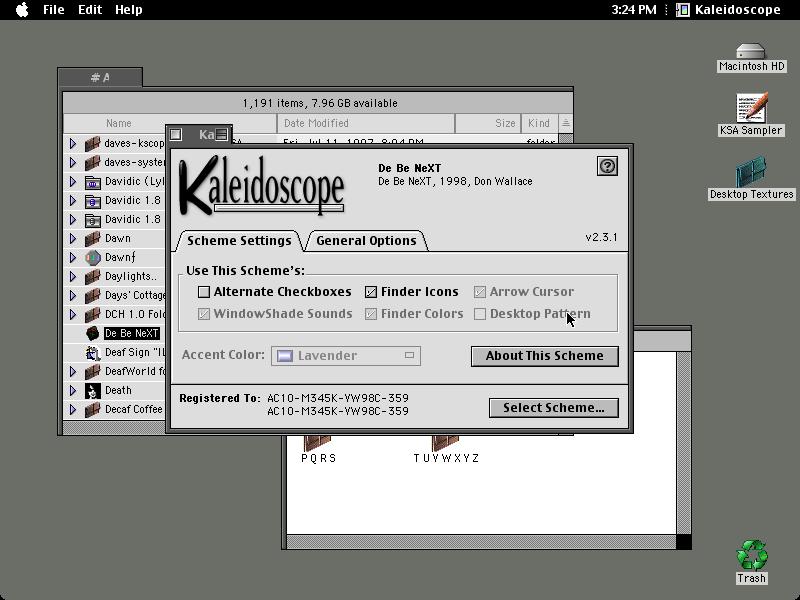 File Edit Help
3:24 PM Kaleidoscope
Macintosh HD
KSA Sampler
Desktop Textures
Trash
# A
1,191 items, 7.96 GB available
Name Date Modified Size Kind
daves-kscop
daves-system
Davidic (Lyl
Davidic 1.8
Davidic 1.8
Dawn
Dawnƒ
Daylights..
Days' Cottage
DCH 1.0 Fold
De Be NeXT
Deaf Sign "IL
DeafWorld fo
Death
Decaf Coffee
Fri, Jul 11, 1997, 8:04 PM folder
Ka
Kaleidoscope
De Be NeXT
De Be NeXT, 1998, Don Wallace
Scheme Settings General Options v2.3.1
Use This Scheme's:
Alternate Checkboxes Finder Icons Arrow Cursor
WindowShade Sounds Finder Colors Desktop Pattern
Accent Color: Lavender About This Scheme
Registered To: AC10-M345K-YW98C-359
AC10-M345K-YW98C-359
Select Scheme...
PQRS TUVWXYZ